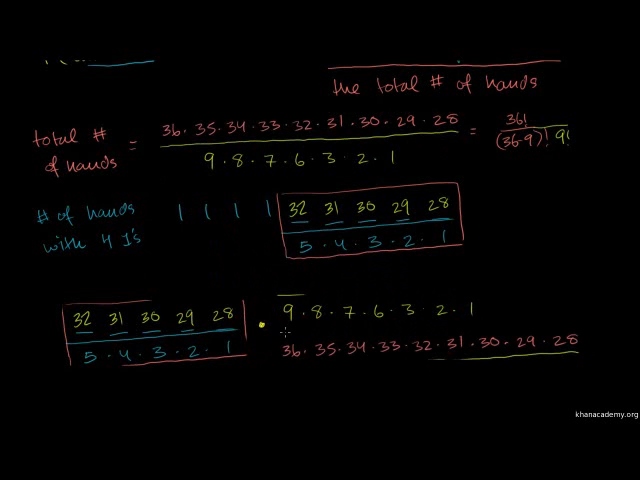 the total # of hands
total # of hands = 36 · 35 · 34 · 33 · 32 · 31 · 30 · 29 · 28 / 9 · 8 · 7 · 6 · 3 · 2 · 1 = 36! / (36-9)! 9!
# of hands with 4 1's 1 1 1 1 32 31 30 29 28 / 5 · 4 · 3 · 2 · 1
32 31 30 29 28 / 5 · 4 · 3 · 2 · 1 · 9 · 8 · 7 · 6 · 3 · 2 · 1 / 36 · 35 · 34 · 33 · 32 · 31 · 30 · 29 · 28
khanacademy.org